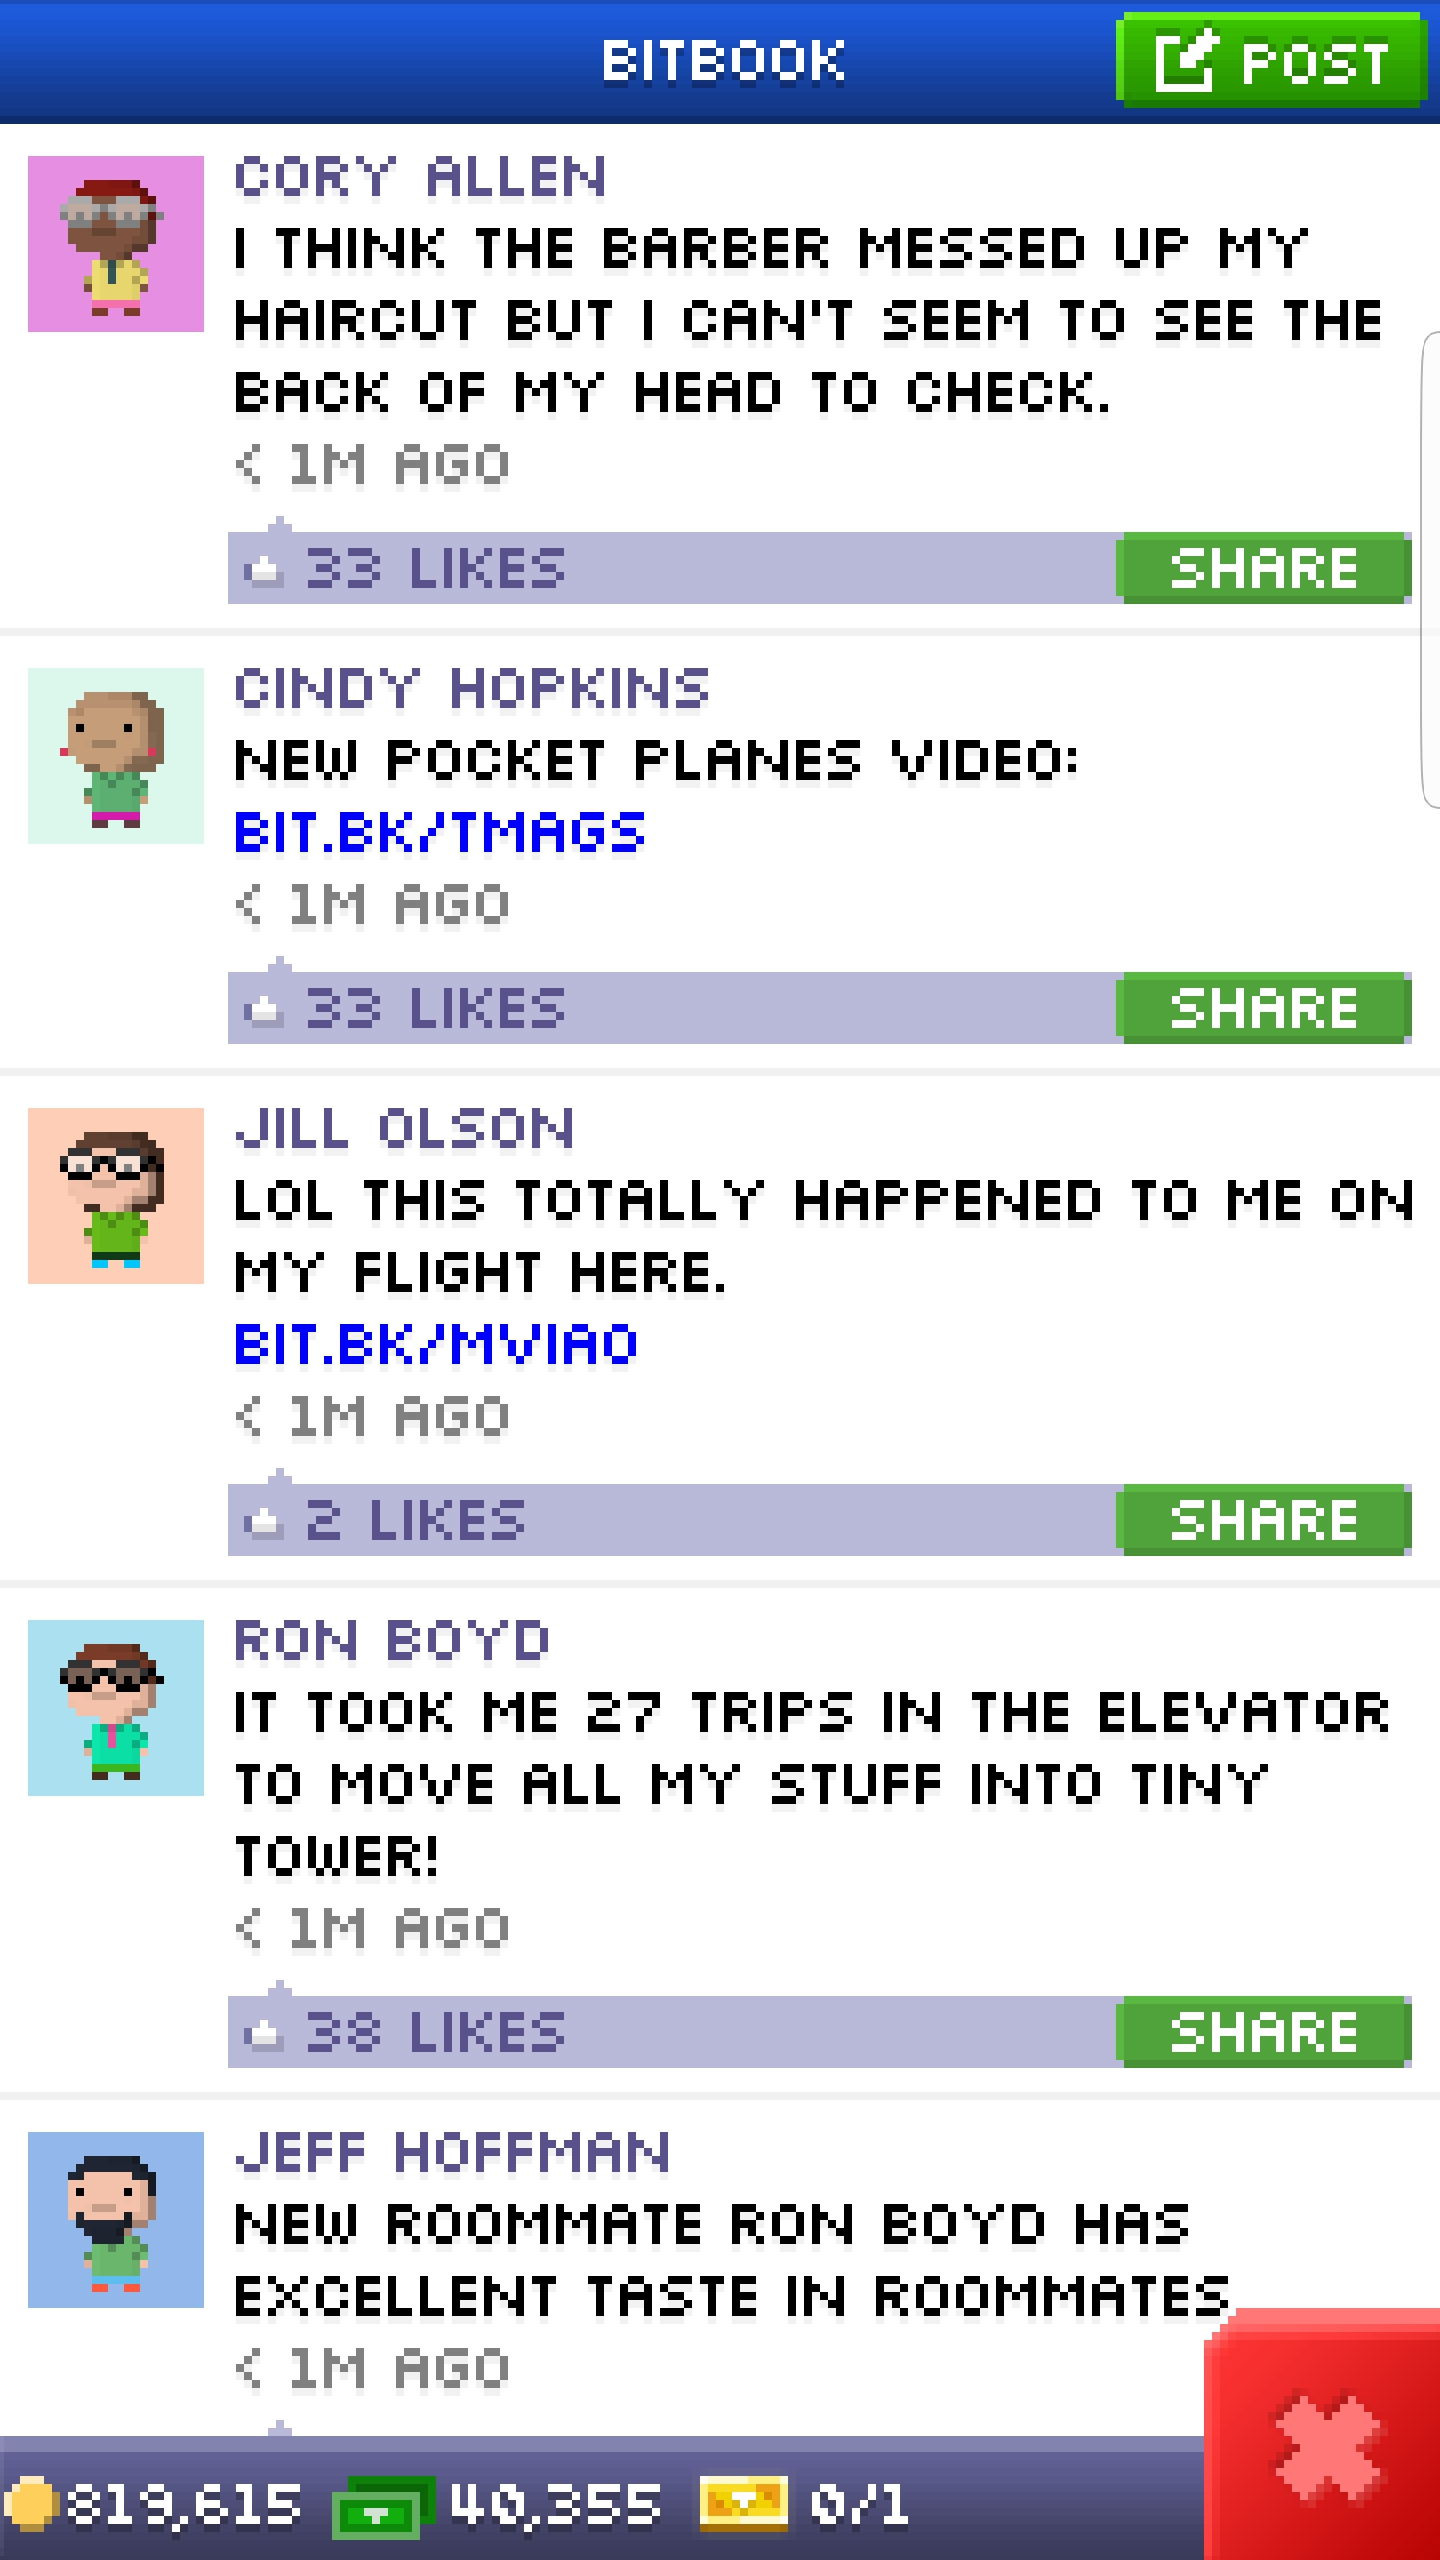 BITBOOK
POST
CORY ALLEN
I THINK THE BARBER MESSED UP MY
HAIRCUT BUT I CAN'T SEEM TO SEE THE
BACK OF MY HEAD TO CHECK.
< 1M AGO
33 LIKES
SHARE
CINDY HOPKINS
NEW POCKET PLANES VIDEO:
BIT.BK/TMAGS
< 1M AGO
33 LIKES
SHARE
JILL OLSON
LOL THIS TOTALLY HAPPENED TO ME ON
MY FLIGHT HERE.
BIT.BK/MVIAO
< 1M AGO
2 LIKES
SHARE
RON BOYD
IT TOOK ME 27 TRIPS IN THE ELEVATOR
TO MOVE ALL MY STUFF INTO TINY
TOWER!
< 1M AGO
38 LIKES
SHARE
JEFF HOFFMAN
NEW ROOMMATE RON BOYD HAS
EXCELLENT TASTE IN ROOMMATES
< 1M AGO
819,615
40,355
0/1